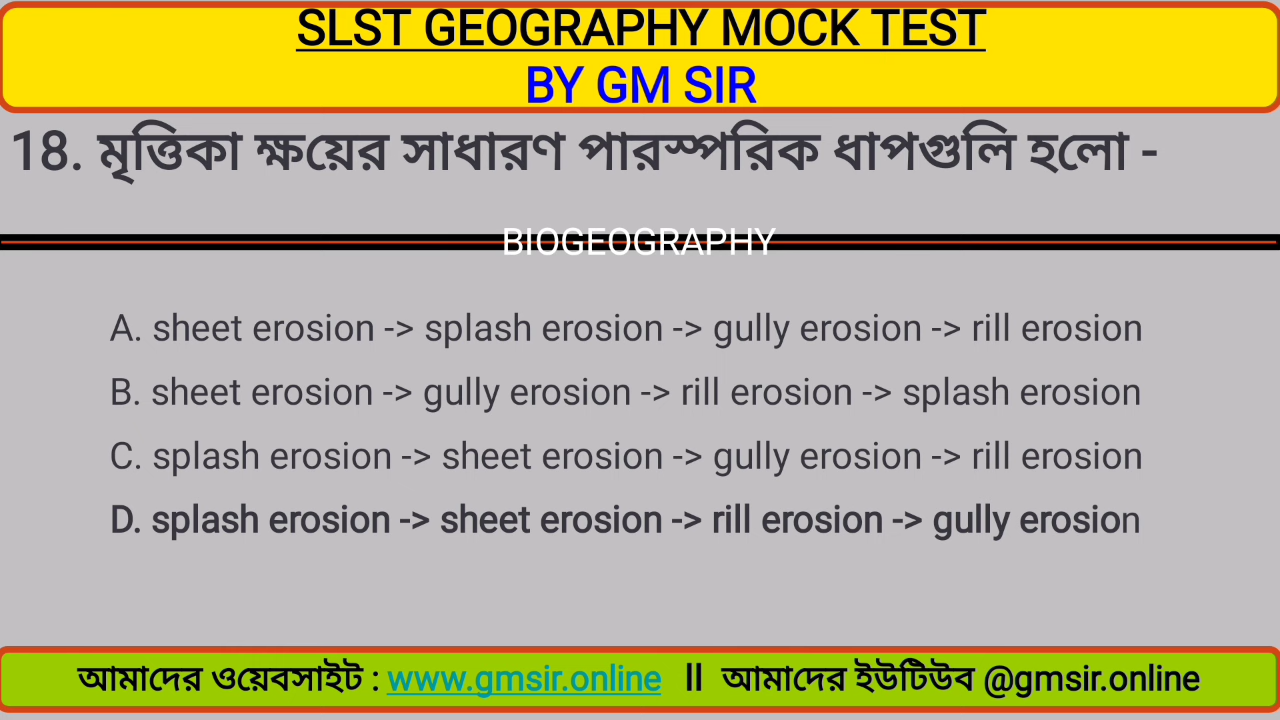 SLST GEOGRAPHY MOCK TEST
BY GM SIR
18. মৃত্তিকা ক্ষয়ের সাধারণ পারস্পরিক ধাপগুলি হলো -
BIOGEOGRAPHY
A. sheet erosion -> splash erosion -> gully erosion -> rill erosion
B. sheet erosion -> gully erosion -> rill erosion -> splash erosion
C. splash erosion -> sheet erosion -> gully erosion -> rill erosion
D. splash erosion -> sheet erosion -> rill erosion -> gully erosion
আমাদের ওয়েবসাইট : www.gmsir.online ll আমাদের ইউটিউব @gmsir.online